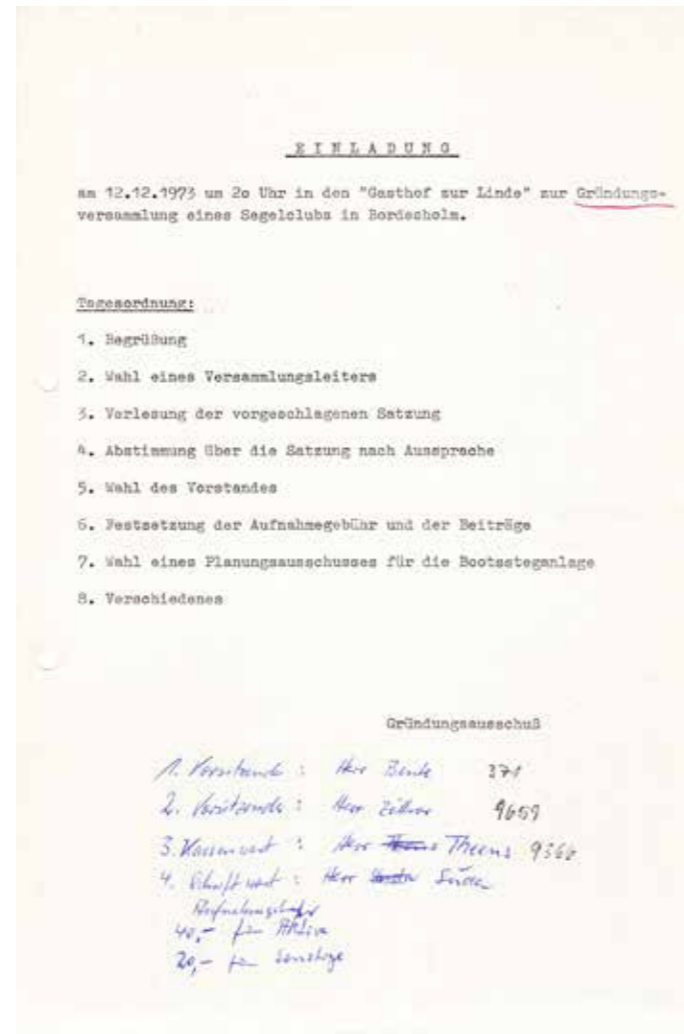 E I N L A D U N G
am 12.12.1973 um 2o Uhr in den "Gasthof zur Linde" zur Gründungs-
versammlung eines Segelclubs in Bordesholm.
Tagesordnung:
1. Begrüßung
2. Wahl eines Versammlungsleiters
3. Verlesung der vorgeschlagenen Satzung
4. Abstimmung über die Satzung nach Aussprache
5. Wahl des Vorstandes
6. Festsetzung der Aufnahmegebühr und der Beiträge
7. Wahl eines Planungsausschusses für die Bootssteganlage
8. Verschiedenes
Gründungsausschuß
1. Vorsitzende : Herr 371
2. Vorsitzende : Herr 9659
3. Kassenwart : Herr Theens
4. Schriftwart : Herr
Aufnahmegebühr
40,- für Aktive
20,- für Sonstige